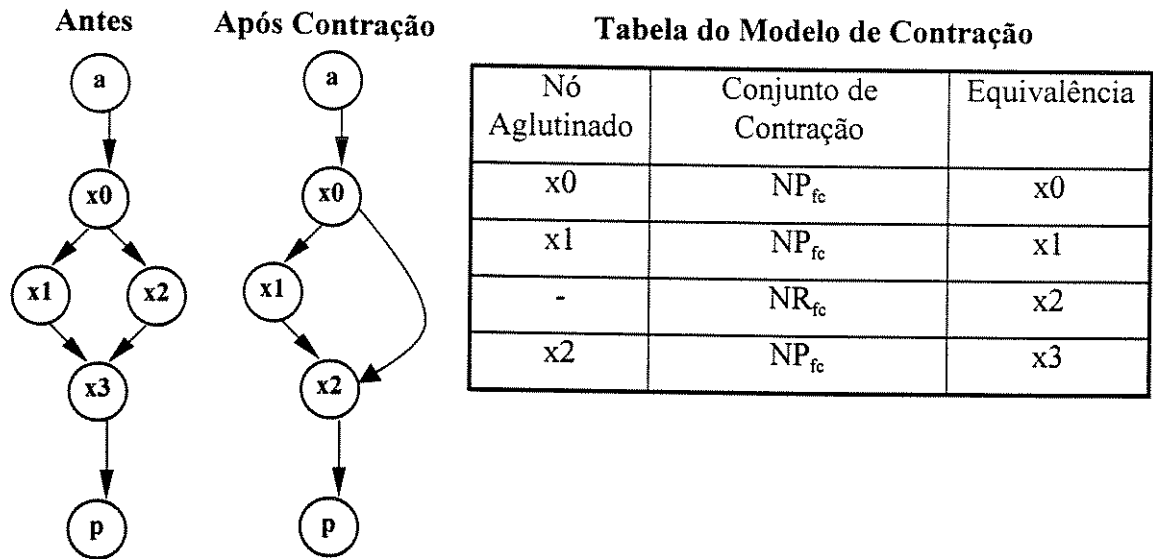 Antes
a
x0
x1 x2
x3
p
Após Contração
a
x0
x1
x2
p
Tabela do Modelo de Contração
Nó Aglutinado
Conjunto de Contração
Equivalência
x0 NPfc x0
x1 NPfc x1
- NRfc x2
x2 NPfc x3